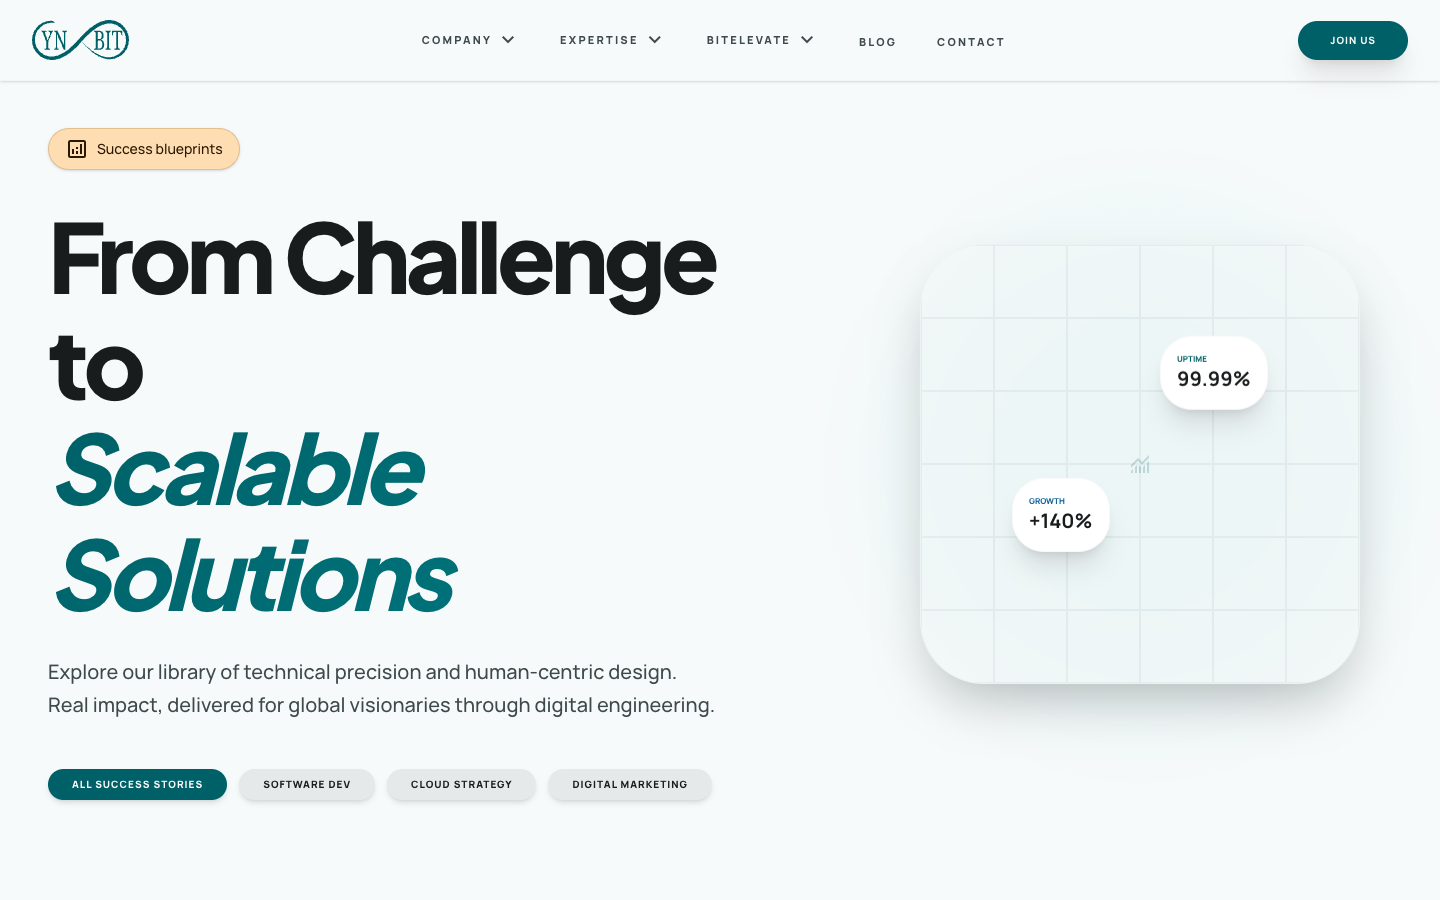 YN BIT
COMPANY
EXPERTISE
BITELEVATE
BLOG
CONTACT
JOIN US
Success blueprints
From Challenge
to
Scalable
Solutions
Explore our library of technical precision and human-centric design.
Real impact, delivered for global visionaries through digital engineering.
ALL SUCCESS STORIES
SOFTWARE DEV
CLOUD STRATEGY
DIGITAL MARKETING
UPTIME
99.99%
GROWTH
+140%